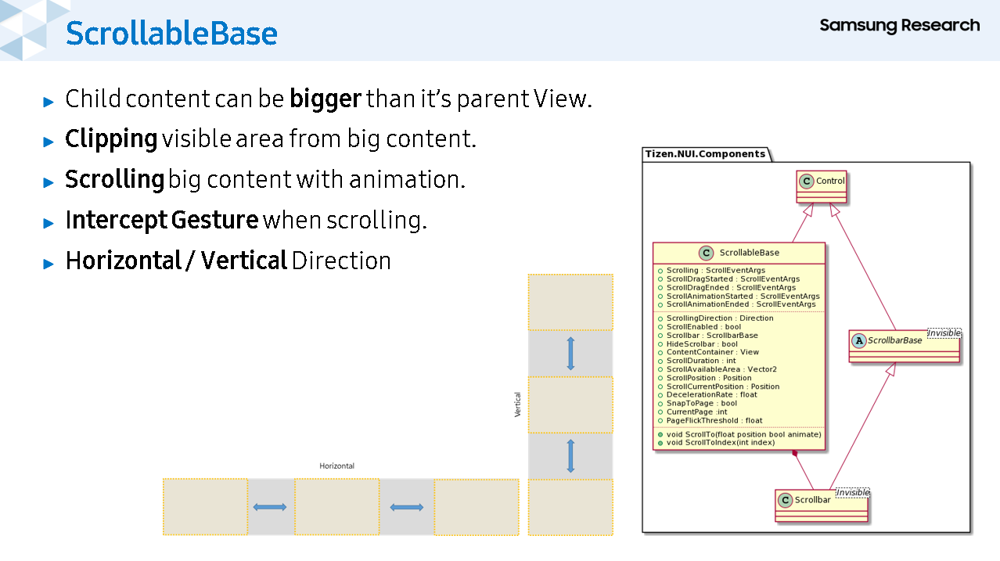 ScrollableBase
Samsung Research
Child content can be bigger than it's parent View.
Clipping visible area from big content.
Scrolling big content with animation.
Intercept Gesture when scrolling.
Horizontal / Vertical Direction
Vertical
Horizontal
Tizen.NUI.Components
C Control
C ScrollableBase
Scrolling : ScrollEventArgs
ScrollDragStarted : ScrollEventArgs
ScrollDragEnded : ScrollEventArgs
ScrollAnimationStarted : ScrollEventArgs
ScrollAnimationEnded : ScrollEventArgs
ScrollingDirection : Direction
ScrollEnabled : bool
Scrollbar : ScrollbarBase
HideScrolbar : bool
ContentContainer : View
ScrollDuration : int
ScrollAvailableArea : Vector2
ScrollPosition : Position
ScrollCurrentPosition : Position
DecelerationRate : float
SnapToPage : bool
CurrentPage :int
PageFlickThreshold : float
void ScrollTo(float position bool animate)
void ScrollToIndex(int index)
Invisible
A ScrollbarBase
Invisible
C Scrollbar